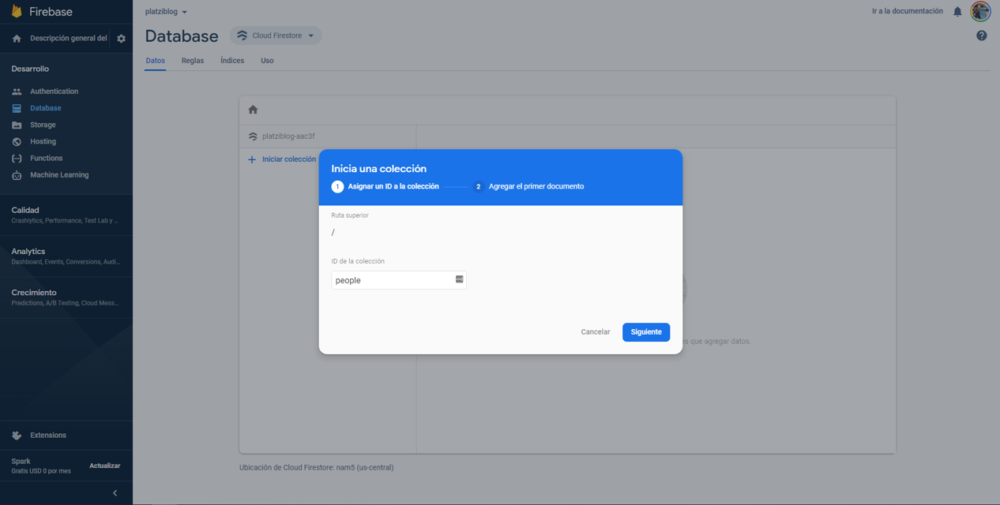 Firebase
platziblog
Ir a la documentación
Descripción general del
Database
Cloud Firestore
Datos
Reglas
Índices
Uso
Desarrollo
Authentication
Database
Storage
Hosting
Functions
Machine Learning
Calidad
Crashlytics, Performance, Test Lab y ...
Analytics
Dashboard, Events, Conversions, Audi...
Crecimiento
Predictions, A/B Testing, Cloud Mess...
Extensions
Spark
Gratis USD 0 por mes
Actualizar
platziblog-aac3f
Iniciar colección
Inicia una colección
1 Asignar un ID a la colección
2 Agregar el primer documento
Ruta superior
/
ID de la colección
people
Cancelar
Siguiente
es que agregar datos.
Ubicación de Cloud Firestore: nam5 (us-central)